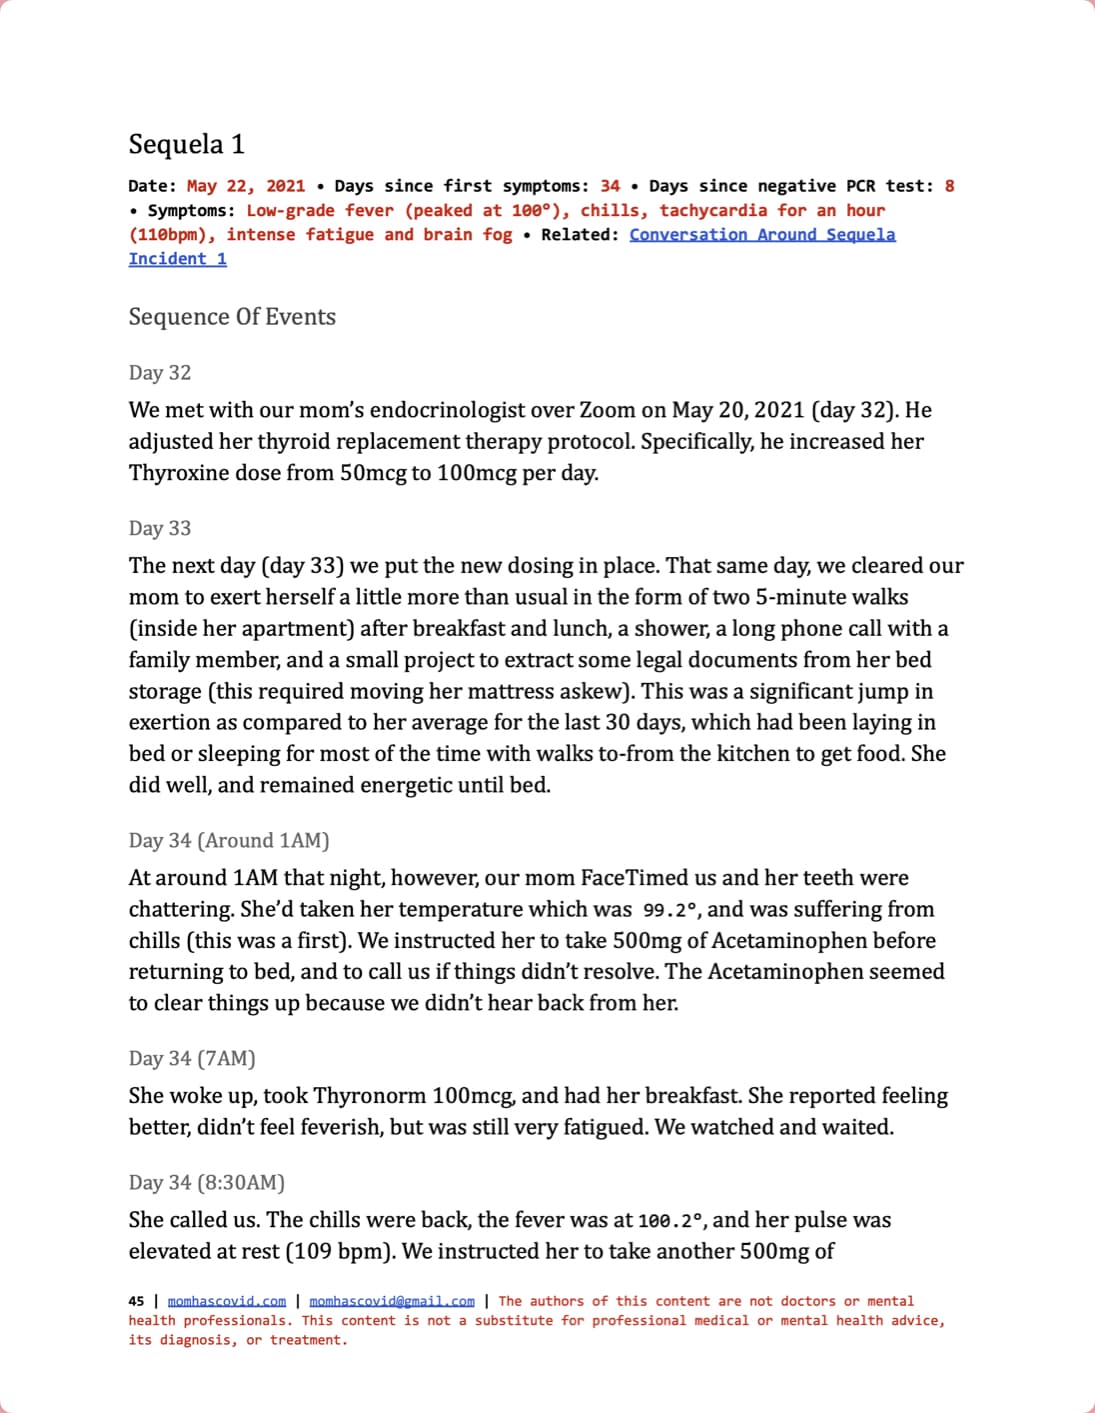 Sequela 1
Date: May 22, 2021 • Days since first symptoms: 34 • Days since negative PCR test: 8
• Symptoms: Low-grade fever (peaked at 100°), chills, tachycardia for an hour
(110bpm), intense fatigue and brain fog • Related: Conversation Around Sequela
Incident 1
Sequence Of Events
Day 32
We met with our mom's endocrinologist over Zoom on May 20, 2021 (day 32). He
adjusted her thyroid replacement therapy protocol. Specifically, he increased her
Thyroxine dose from 50mcg to 100mcg per day.
Day 33
The next day (day 33) we put the new dosing in place. That same day, we cleared our
mom to exert herself a little more than usual in the form of two 5-minute walks
(inside her apartment) after breakfast and lunch, a shower, a long phone call with a
family member, and a small project to extract some legal documents from her bed
storage (this required moving her mattress askew). This was a significant jump in
exertion as compared to her average for the last 30 days, which had been laying in
bed or sleeping for most of the time with walks to-from the kitchen to get food. She
did well, and remained energetic until bed.
Day 34 (Around 1AM)
At around 1AM that night, however, our mom FaceTimed us and her teeth were
chattering. She'd taken her temperature which was 99.2°, and was suffering from
chills (this was a first). We instructed her to take 500mg of Acetaminophen before
returning to bed, and to call us if things didn't resolve. The Acetaminophen seemed
to clear things up because we didn't hear back from her.
Day 34 (7AM)
She woke up, took Thyronorm 100mcg, and had her breakfast. She reported feeling
better, didn't feel feverish, but was still very fatigued. We watched and waited.
Day 34 (8:30AM)
She called us. The chills were back, the fever was at 100.2°, and her pulse was
elevated at rest (109 bpm). We instructed her to take another 500mg of
45 | momhascovid.com | momhascovid@gmail.com | The authors of this content are not doctors or mental
health professionals. This content is not a substitute for professional medical or mental health advice,
its diagnosis, or treatment.